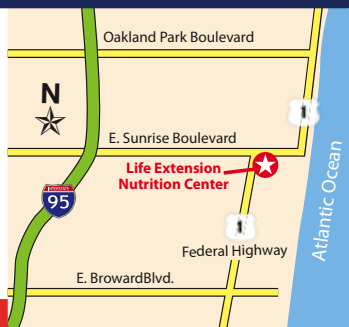 Oakland Park Boulevard
N
1
E. Sunrise Boulevard
Life Extension
Nutrition Center
INTERSTATE
95
1
Federal Highway
Atlantic Ocean
E. BrowardBlvd.